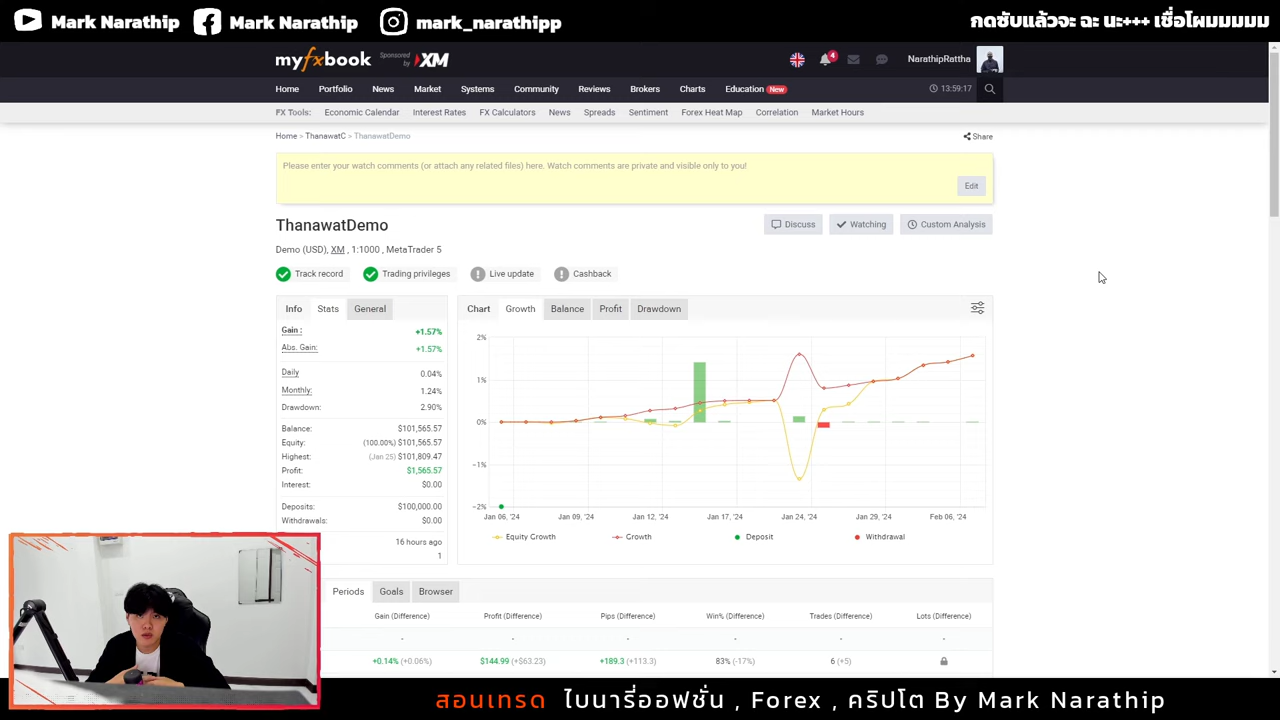 Mark Narathip Mark Narathip mark_narathipp กดซับแล้วจะ ฉะ นะ+++ เชื่อโผมมมมม
myfxbook Sponsored by XM 4 NarathipRattha
Home Portfolio News Market Systems Community Reviews Brokers Charts Education New 13:59:17
FX Tools: Economic Calendar Interest Rates FX Calculators News Spreads Sentiment Forex Heat Map Correlation Market Hours
Home > ThanawatC > ThanawatDemo Share
Please enter your watch comments (or attach any related files) here. Watch comments are private and visible only to you!
Edit
ThanawatDemo Discuss Watching Custom Analysis
Demo (USD), XM , 1:1000 , MetaTrader 5
Track record Trading privileges Live update Cashback
Info Stats General
Gain : +1.57%
Abs. Gain: +1.57%
Daily 0.04%
Monthly: 1.24%
Drawdown: 2.90%
Balance: $101,565.57
Equity: (100.00%) $101,565.57
Highest: (Jan 25) $101,809.47
Profit: $1,565.57
Interest: $0.00
Deposits: $100,000.00
Withdrawals: $0.00
16 hours ago
1
Chart Growth Balance Profit Drawdown
2%
1%
0%
-1%
-2%
Jan 06, '24 Jan 09, '24 Jan 12, '24 Jan 17, '24 Jan 24, '24 Jan 29, '24 Feb 06, '24
Equity Growth Growth Deposit Withdrawal
Periods Goals Browser
Gain (Difference) Profit (Difference) Pips (Difference) Win% (Difference) Trades (Difference) Lots (Difference)
- - - - - -
+0.14% (+0.06%) $144.99 (+$63.23) +189.3 (+113.3) 83% (-17%) 6 (+5)
สอนเทรด ไบนารี่ออฟชั่น , Forex , คริปโต By Mark Narathip